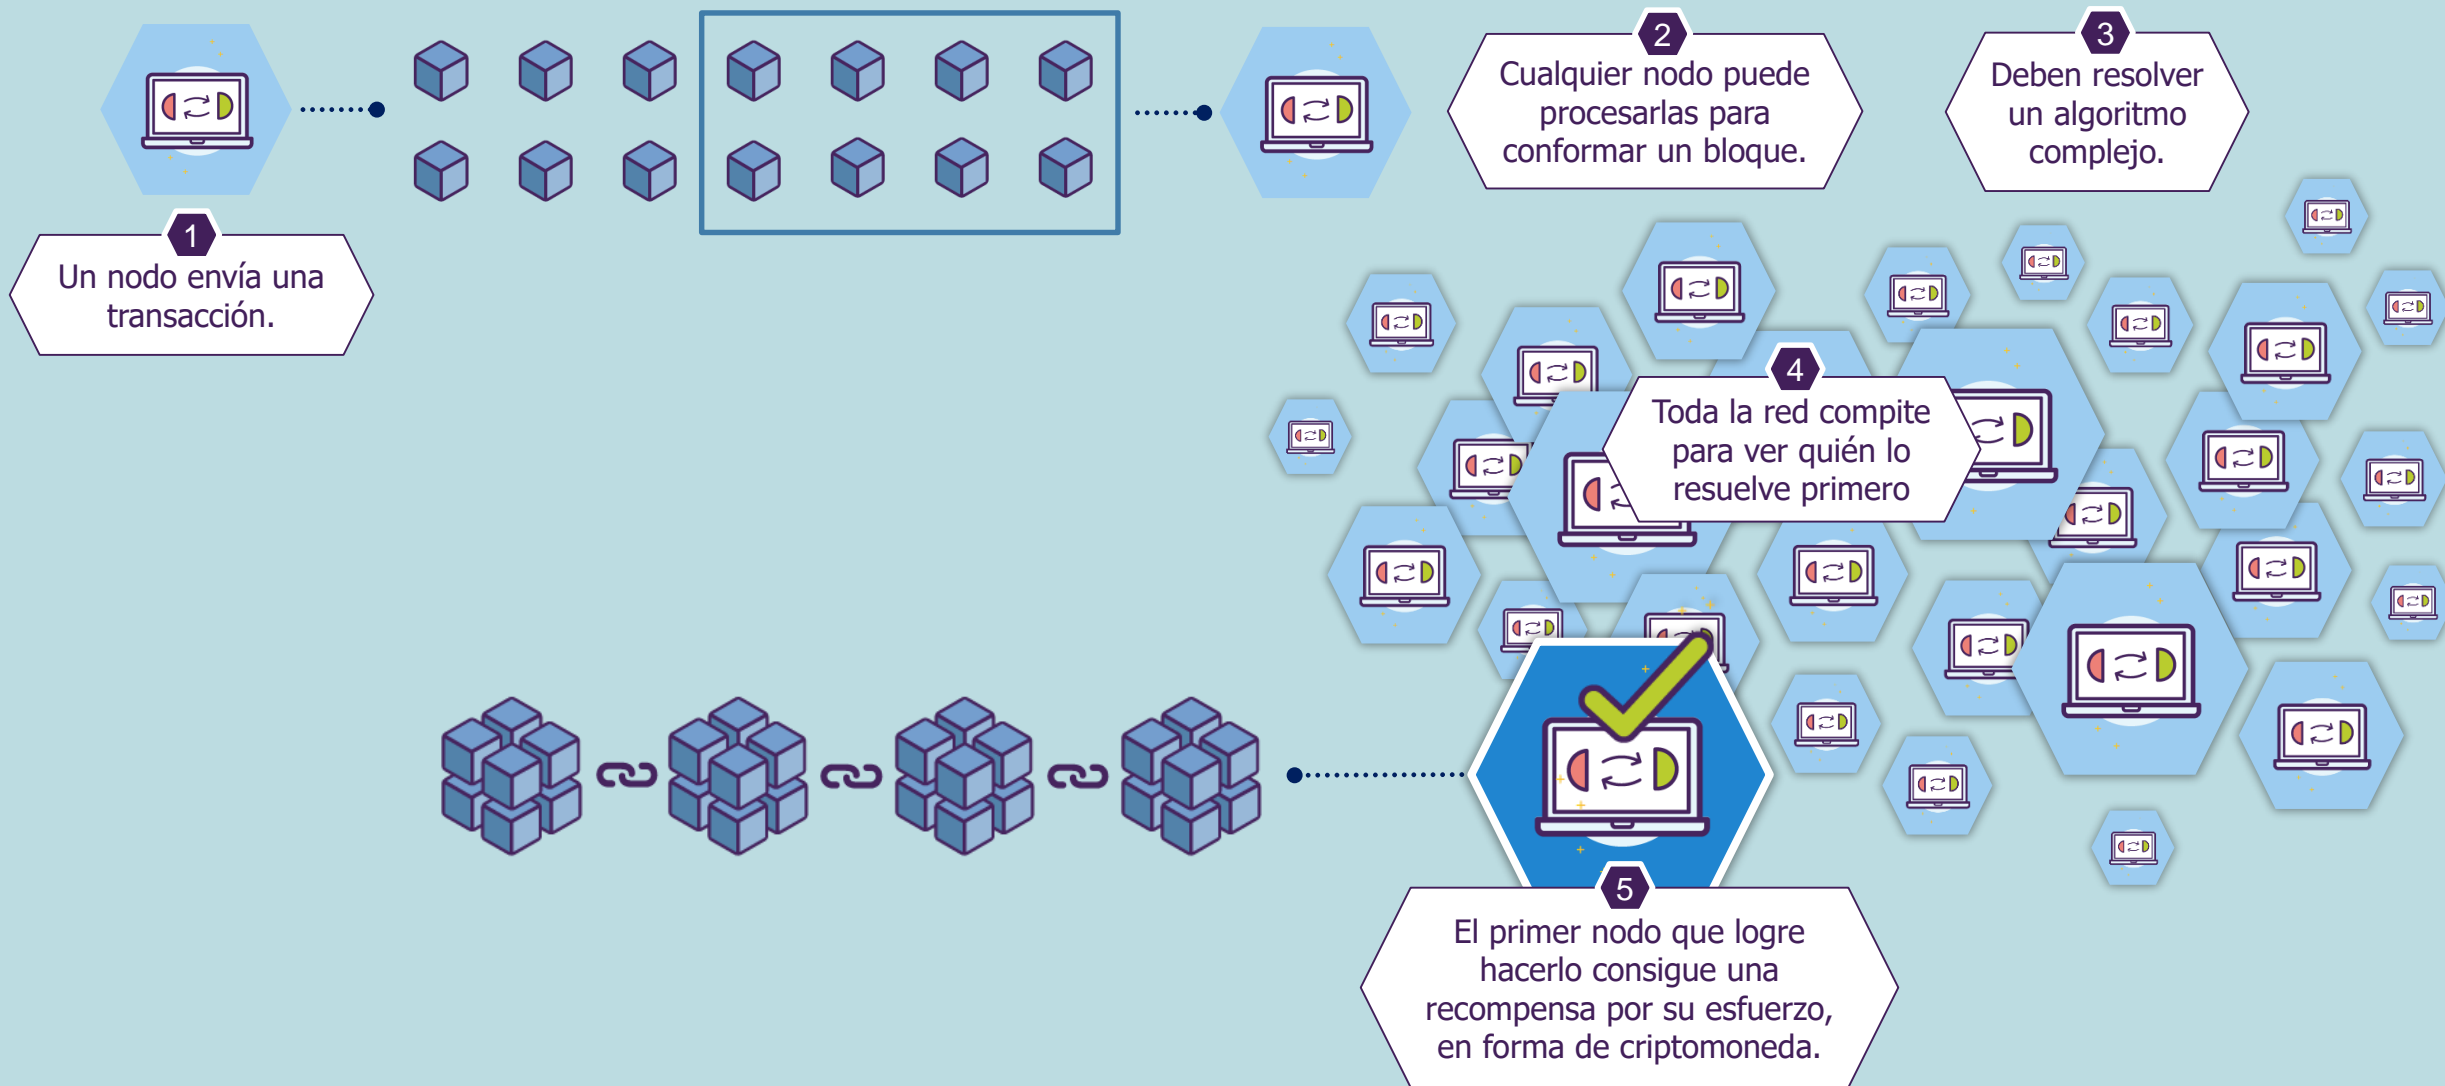 1
Un nodo envía una
transacción.
2
Cualquier nodo puede
procesarlas para
conformar un bloque.
3
Deben resolver
un algoritmo
complejo.
4
Toda la red compite
para ver quién lo
resuelve primero
5
El primer nodo que logre
hacerlo consigue una
recompensa por su esfuerzo,
en forma de criptomoneda.